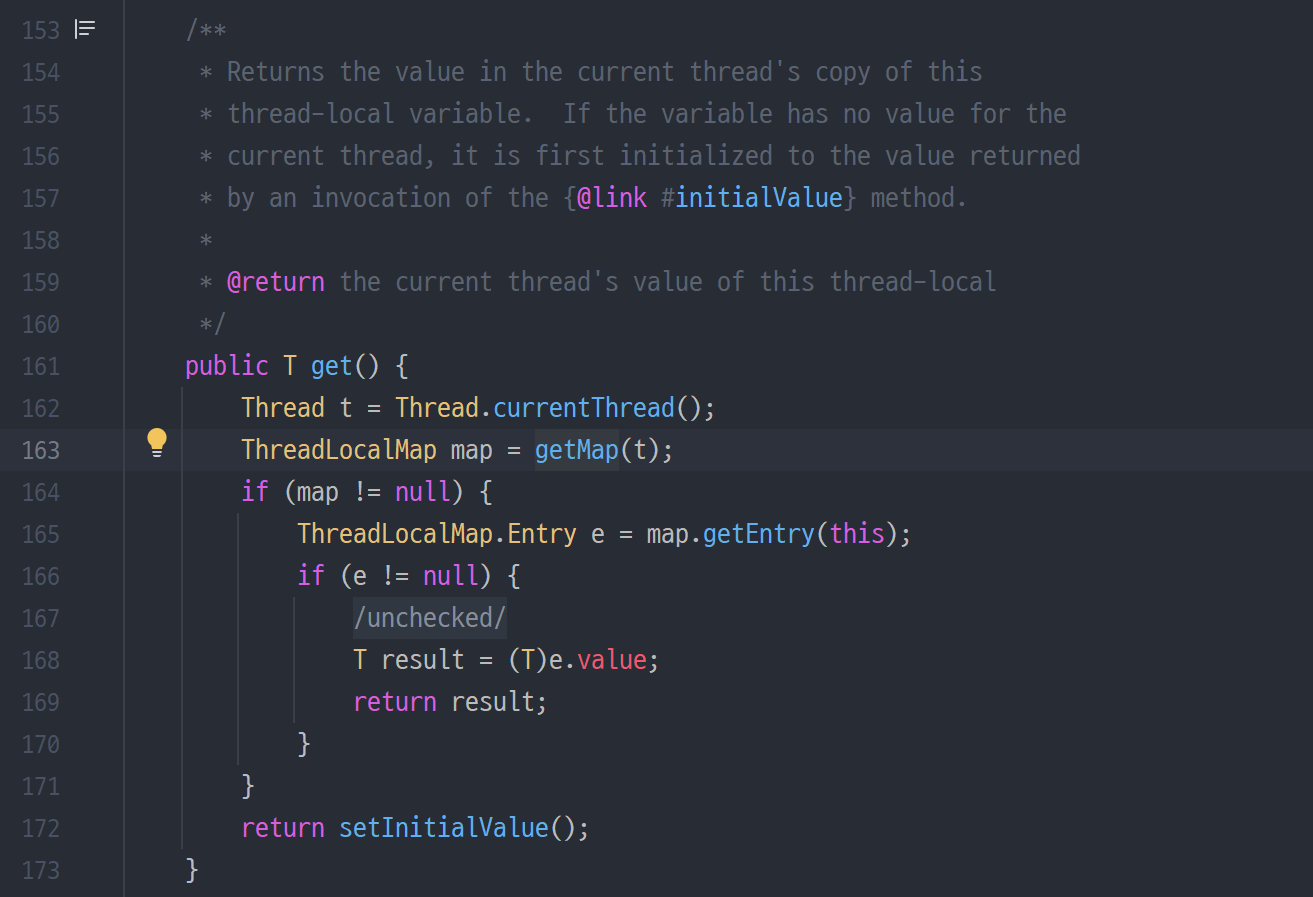 153 /**
154 * Returns the value in the current thread's copy of this
155 * thread-local variable.  If the variable has no value for the
156 * current thread, it is first initialized to the value returned
157 * by an invocation of the {@link #initialValue} method.
158 *
159 * @return the current thread's value of this thread-local
160 */
161 public T get() {
162 Thread t = Thread.currentThread();
163 ThreadLocalMap map = getMap(t);
164 if (map != null) {
165 ThreadLocalMap.Entry e = map.getEntry(this);
166 if (e != null) {
167 /unchecked/
168 T result = (T)e.value;
169 return result;
170 }
171 }
172 return setInitialValue();
173 }